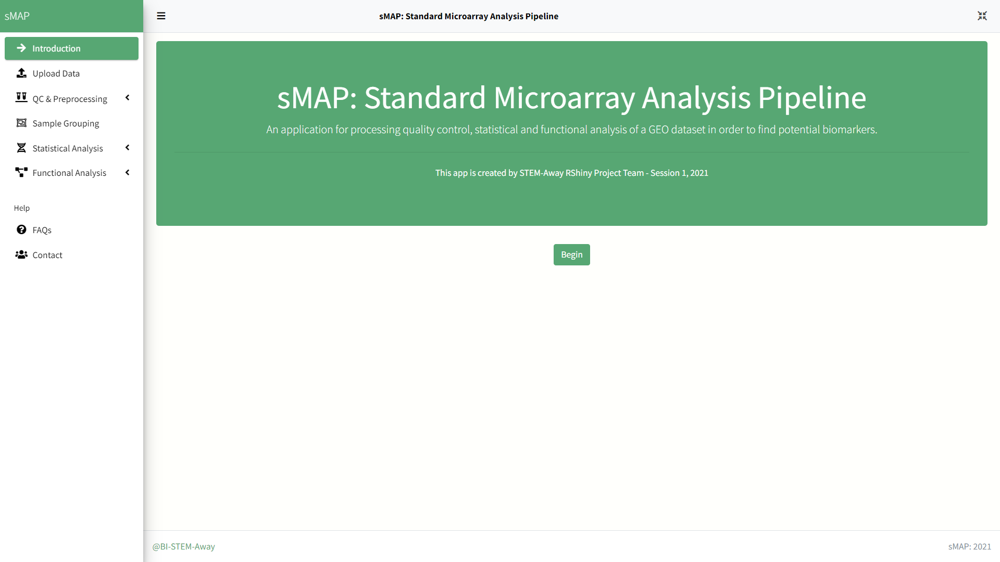 sMAP
sMAP: Standard Microarray Analysis Pipeline
Introduction
Upload Data
QC & Preprocessing
Sample Grouping
Statistical Analysis
Functional Analysis
Help
FAQs
Contact
sMAP: Standard Microarray Analysis Pipeline
An application for processing quality control, statistical and functional analysis of a GEO dataset in order to find potential biomarkers.
This app is created by STEM-Away RShiny Project Team - Session 1, 2021
Begin
@BI-STEM-Away
sMAP: 2021